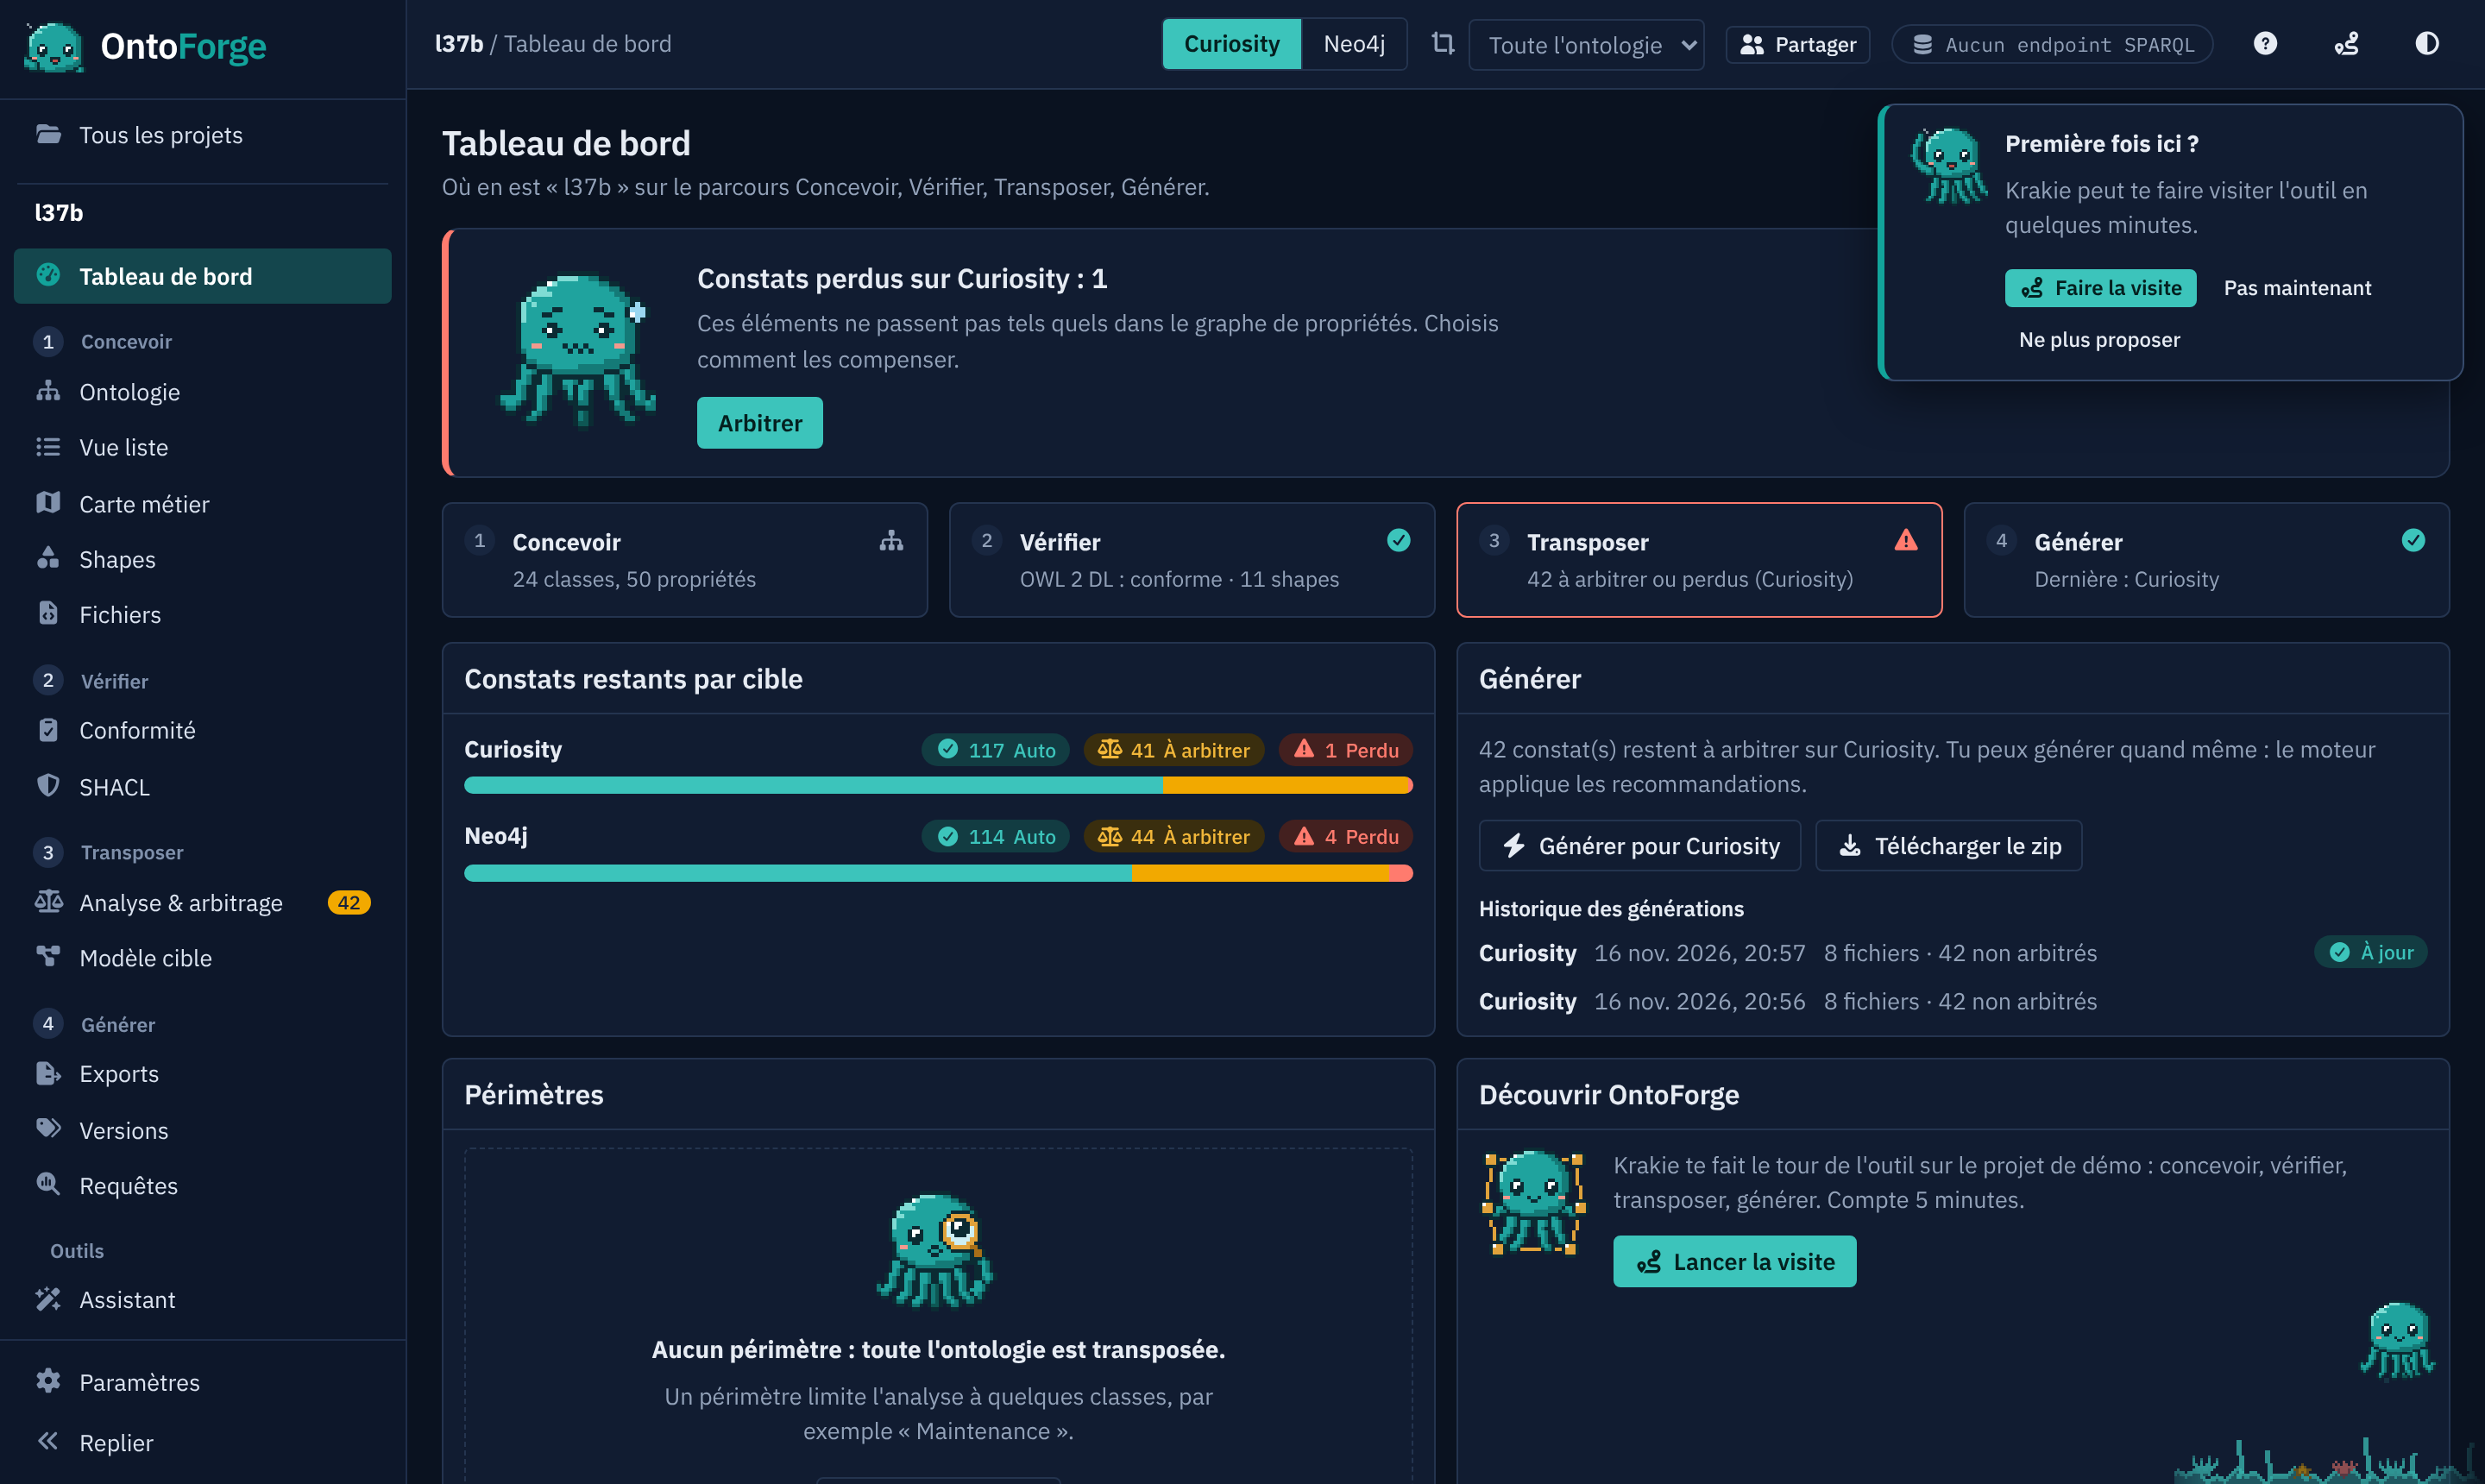 OntoForge
Tous les projets
l37b
Tableau de bord
1 Concevoir
Ontologie
Vue liste
Carte métier
Shapes
Fichiers
2 Vérifier
Conformité
SHACL
3 Transposer
Analyse & arbitrage 42
Modèle cible
4 Générer
Exports
Versions
Requêtes
Outils
Assistant
Paramètres
Replier
l37b / Tableau de bord
Curiosity Neo4j Toute l'ontologie Partager Aucun endpoint SPARQL
Première fois ici ?
Krakie peut te faire visiter l'outil en
quelques minutes.
Faire la visite Pas maintenant
Ne plus proposer
Tableau de bord
Où en est « l37b » sur le parcours Concevoir, Vérifier, Transposer, Générer.
Constats perdus sur Curiosity : 1
Ces éléments ne passent pas tels quels dans le graphe de propriétés. Choisis
comment les compenser.
Arbitrer
1 Concevoir
24 classes, 50 propriétés
2 Vérifier
OWL 2 DL : conforme · 11 shapes
3 Transposer
42 à arbitrer ou perdus (Curiosity)
4 Générer
Dernière : Curiosity
Constats restants par cible
Curiosity 117 Auto 41 À arbitrer 1 Perdu
Neo4j 114 Auto 44 À arbitrer 4 Perdu
Générer
42 constat(s) restent à arbitrer sur Curiosity. Tu peux générer quand même : le moteur
applique les recommandations.
Générer pour Curiosity Télécharger le zip
Historique des générations
Curiosity 16 nov. 2026, 20:57 8 fichiers · 42 non arbitrés À jour
Curiosity 16 nov. 2026, 20:56 8 fichiers · 42 non arbitrés
Périmètres
Aucun périmètre : toute l'ontologie est transposée.
Un périmètre limite l'analyse à quelques classes, par
exemple « Maintenance ».
Découvrir OntoForge
Krakie te fait le tour de l'outil sur le projet de démo : concevoir, vérifier,
transposer, générer. Compte 5 minutes.
Lancer la visite